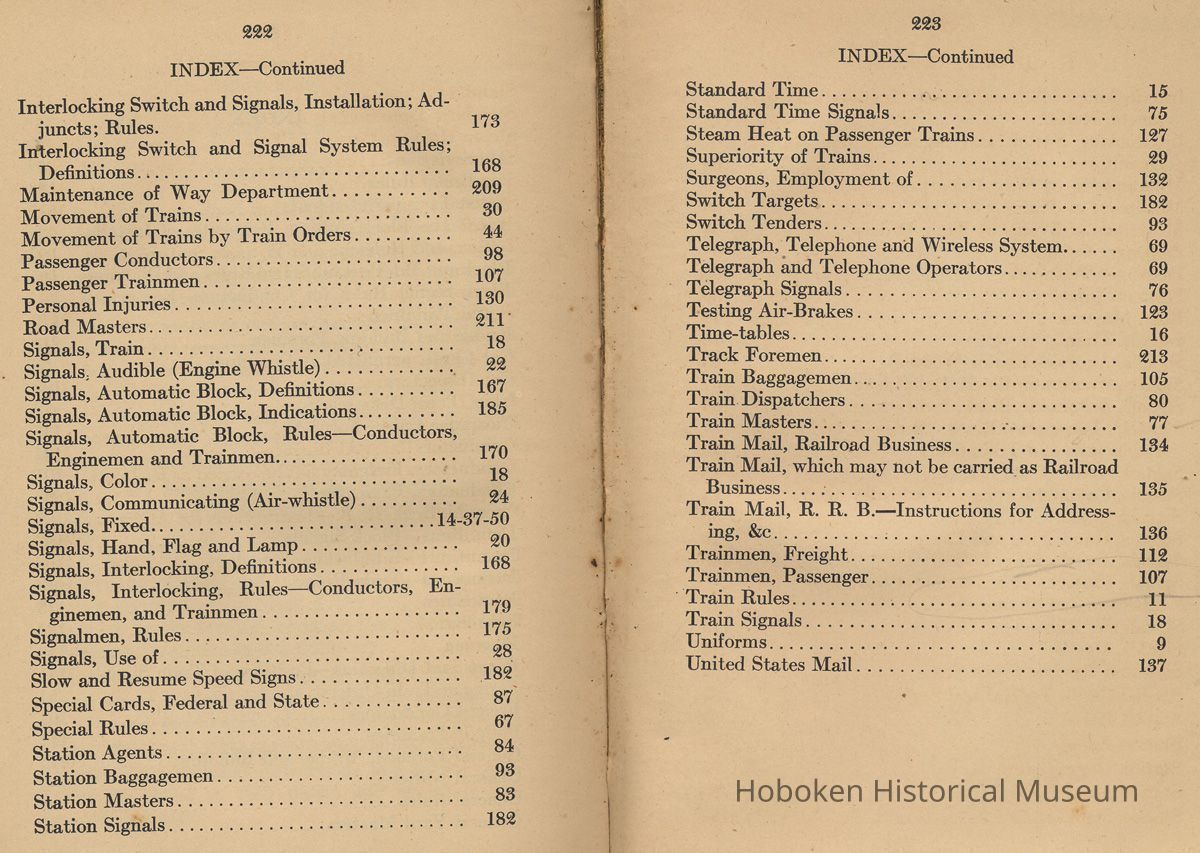 222
INDEX—Continued
Interlocking Switch and Signals, Installation; Ad-
juncts; Rules. 173
Interlocking Switch and Signal System Rules;
Definitions 168
Maintenance of Way Department 209
Movement of Trains 30
Movement of Trains by Train Orders 44
Passenger Conductors 98
Passenger Trainmen 107
Personal Injuries 130
Road Masters 211
Signals, Train 18
Signals, Audible (Engine Whistle) 22
Signals, Automatic Block, Definitions 167
Signals, Automatic Block, Indications 185
Signals, Automatic Block, Rules—Conductors,
Enginemen and Trainmen 170
Signals, Color 18
Signals, Communicating (Air-whistle) 24
Signals, Fixed 14-37-50
Signals, Hand, Flag and Lamp 20
Signals, Interlocking, Definitions 168
Signals, Interlocking, Rules—Conductors, En-
ginemen, and Trainmen 179
Signalmen, Rules 175
Signals, Use of 28
Slow and Resume Speed Signs 182
Special Cards, Federal and State 87
Special Rules 67
Station Agents 84
Station Baggagemen 93
Station Masters 83
Station Signals 182
223
INDEX—Continued
Standard Time 15
Standard Time Signals 75
Steam Heat on Passenger Trains 127
Superiority of Trains 29
Surgeons, Employment of 132
Switch Targets 182
Switch Tenders 93
Telegraph, Telephone and Wireless System 69
Telegraph and Telephone Operators 69
Telegraph Signals 76
Testing Air-Brakes 123
Time-tables 16
Track Foremen 213
Train Baggagemen 105
Train Dispatchers 80
Train Masters 77
Train Mail, Railroad Business 134
Train Mail, which may not be carried as Railroad
Business 135
Train Mail, R. R. B.—Instructions for Address-
ing, &c. 136
Trainmen, Freight 112
Trainmen, Passenger 107
Train Rules 11
Train Signals 18
Uniforms 9
United States Mail 137
Hoboken Historical Museum